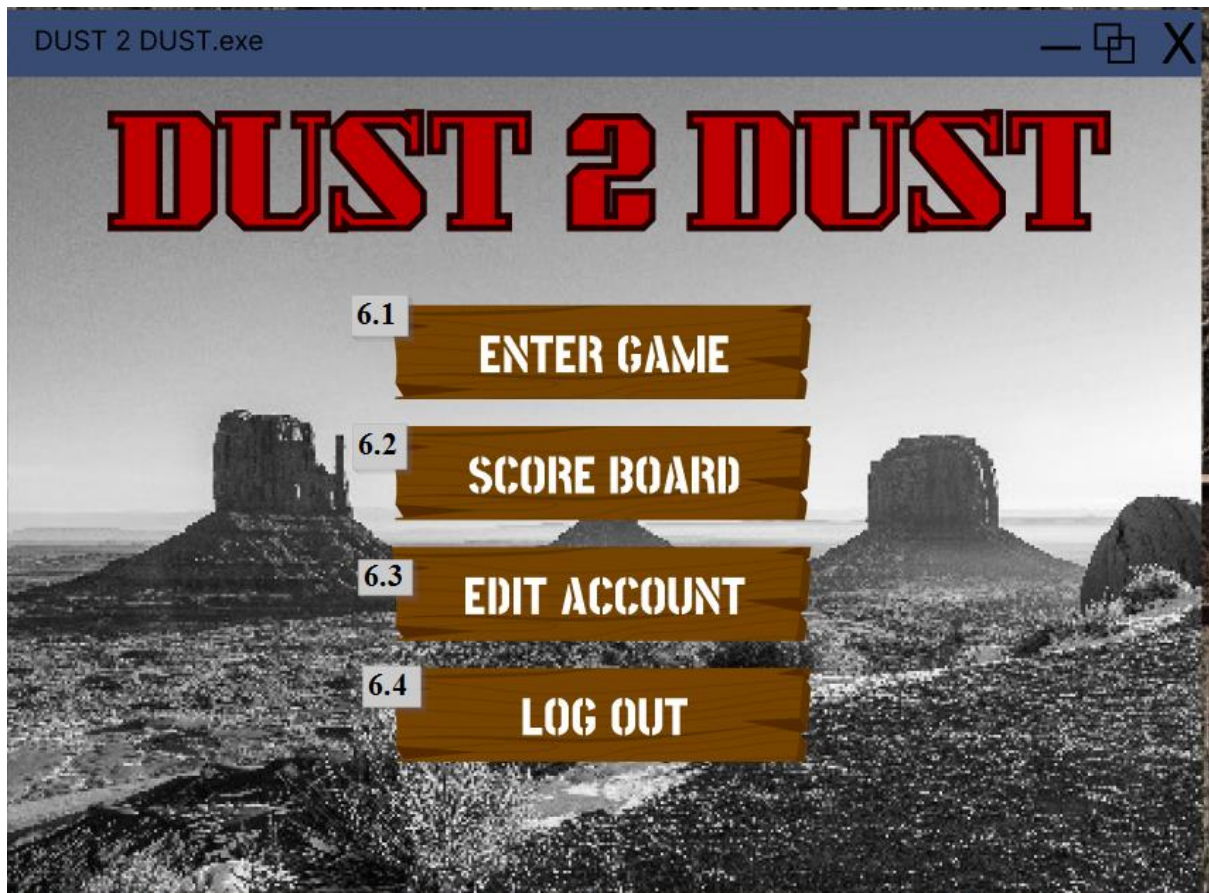 DUST 2 DUST.exe
DUST 2 DUST
6.1
ENTER GAME
6.2
SCORE BOARD
6.3
EDIT ACCOUNT
6.4
LOG OUT